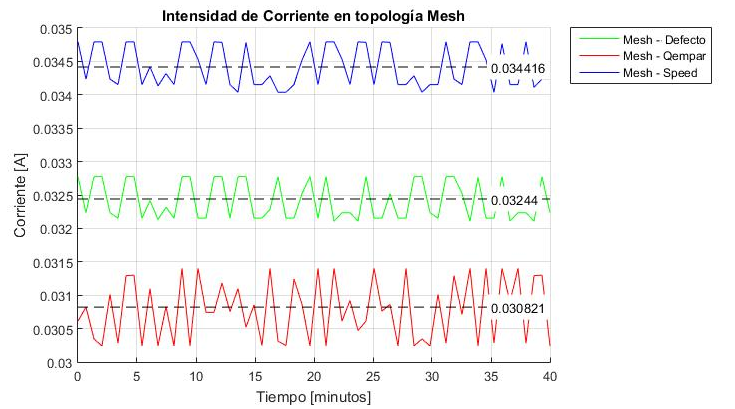 Intensidad de Corriente en topología Mesh
0.035
0.0345
0.034
0.0335
0.033
0.0325
0.032
0.0315
0.031
0.0305
0.03
Corriente [A]
0.034416
0.03244
0.030821
0 5 10 15 20 25 30 35 40
Tiempo [minutos]
Mesh - Defecto
Mesh - Qempar
Mesh - Speed